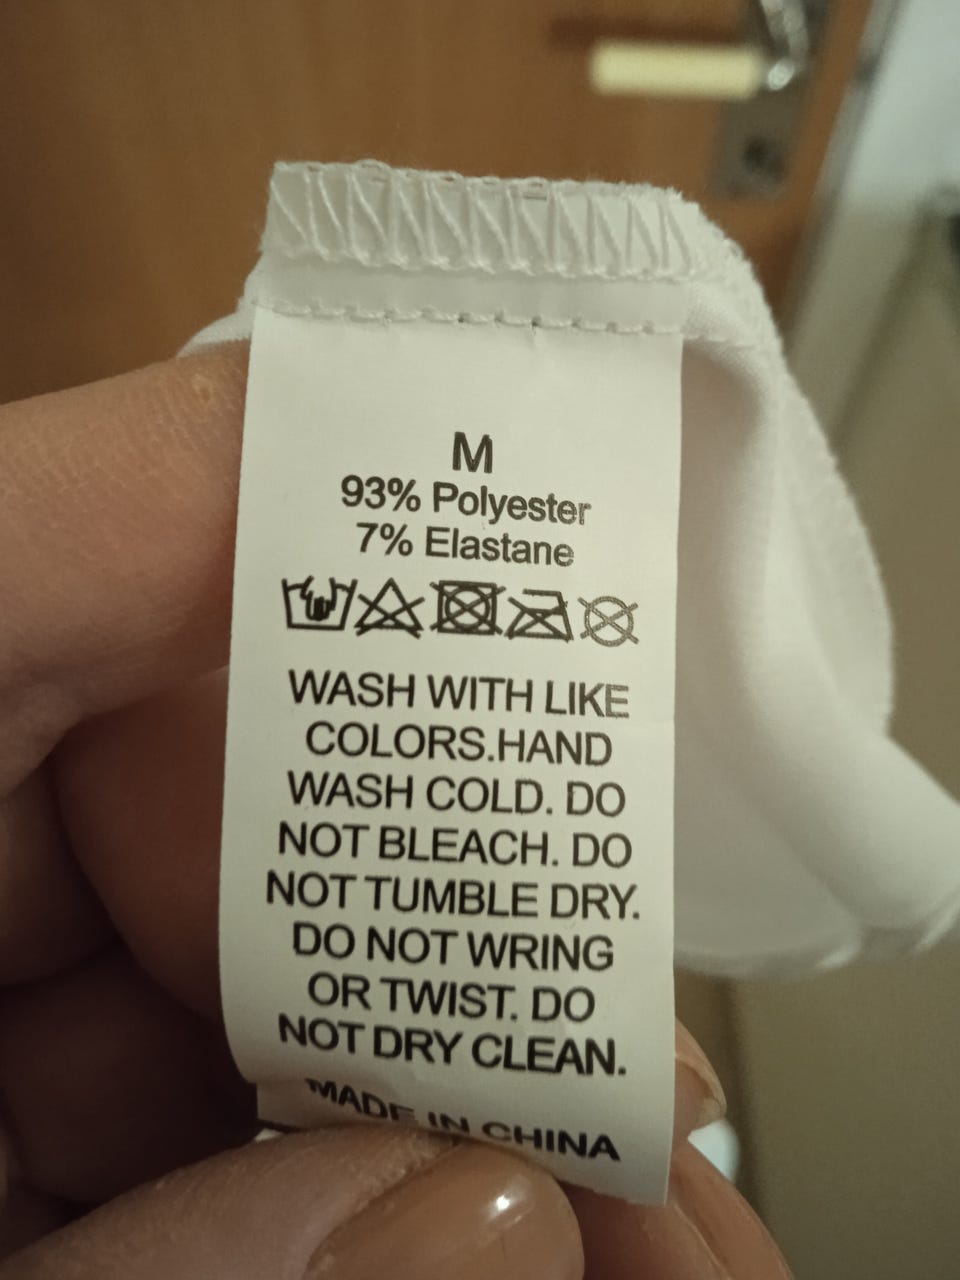 M
93% Polyester
7% Elastane
WASH WITH LIKE
COLORS.HAND
WASH COLD. DO
NOT BLEACH. DO
NOT TUMBLE DRY.
DO NOT WRING
OR TWIST. DO
NOT DRY CLEAN.
MADE IN CHINA